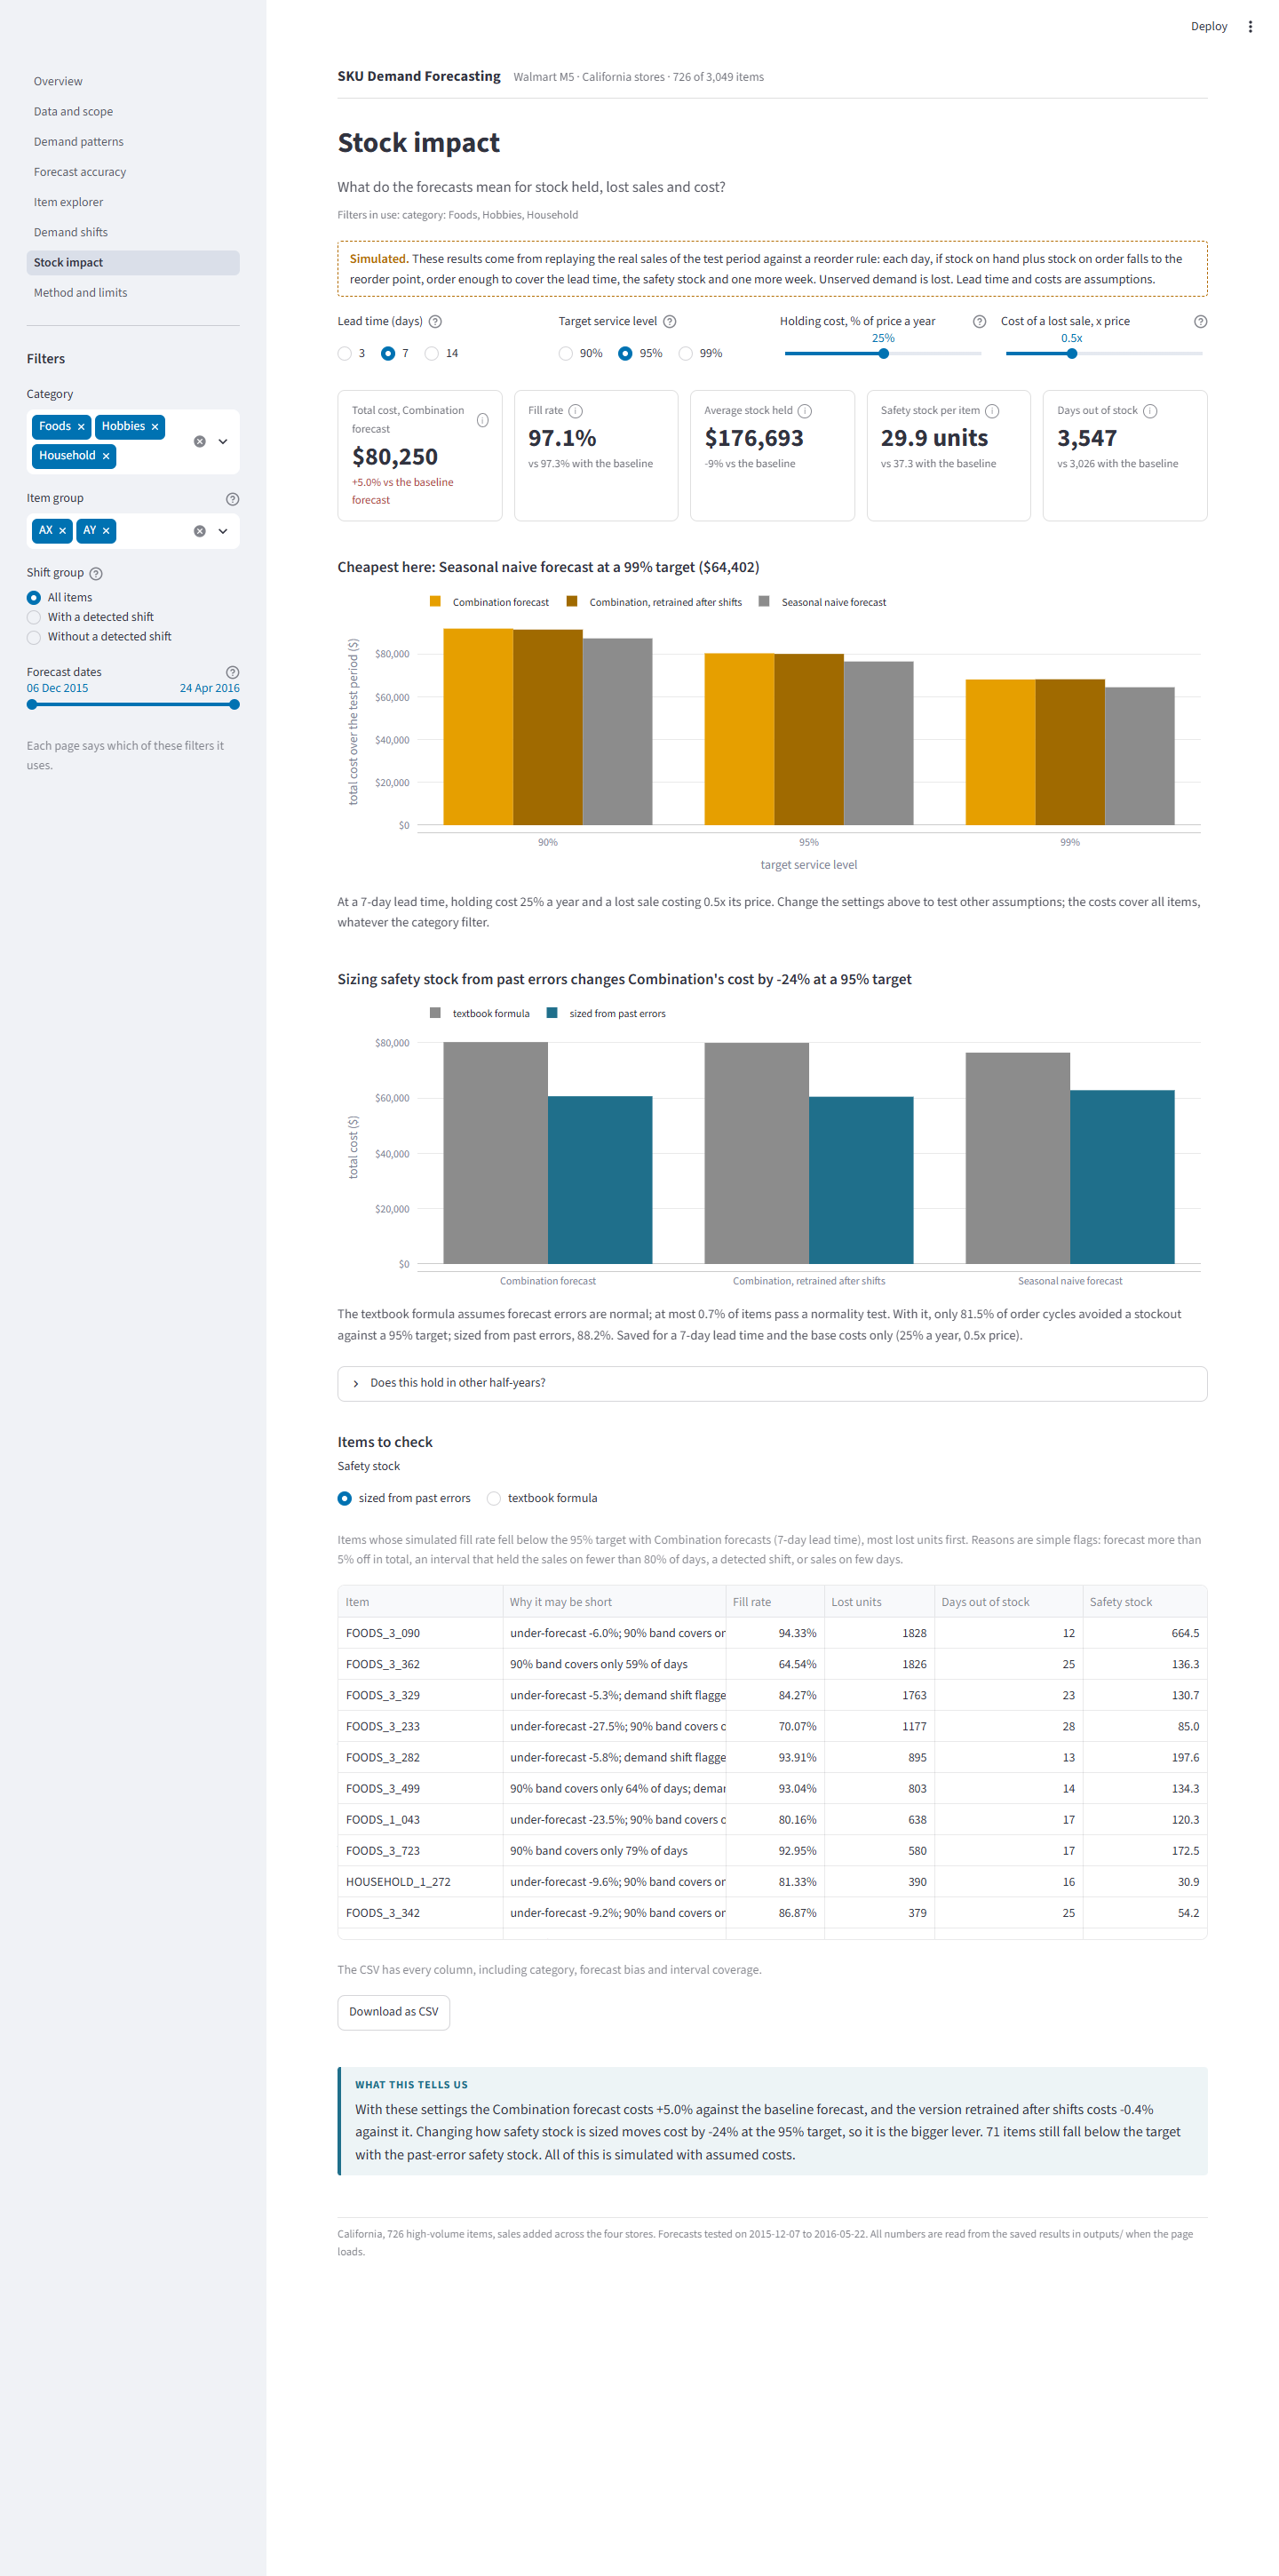 Deploy
Overview
Data and scope
Demand patterns
Forecast accuracy
Item explorer
Demand shifts
Stock impact
Method and limits
Filters
Category
Foods
Hobbies
Household
Item group
AX
AY
Shift group
All items
With a detected shift
Without a detected shift
Forecast dates
06 Dec 2015 24 Apr 2016
Each page says which of these filters it
uses.
SKU Demand Forecasting Walmart M5 · California stores · 726 of 3,049 items
Stock impact
What do the forecasts mean for stock held, lost sales and cost?
Filters in use: category: Foods, Hobbies, Household
Simulated. These results come from replaying the real sales of the test period against a reorder rule: each day, if stock on hand plus stock on order falls to the
reorder point, order enough to cover the lead time, the safety stock and one more week. Unserved demand is lost. Lead time and costs are assumptions.
Lead time (days)
3 7 14
Target service level
90% 95% 99%
Holding cost, % of price a year
25%
Cost of a lost sale, x price
0.5x
Total cost, Combination
forecast
$80,250
+5.0% vs the baseline
forecast
Fill rate
97.1%
vs 97.3% with the baseline
Average stock held
$176,693
-9% vs the baseline
Safety stock per item
29.9 units
vs 37.3 with the baseline
Days out of stock
3,547
vs 3,026 with the baseline
Cheapest here: Seasonal naive forecast at a 99% target ($64,402)
Combination forecast Combination, retrained after shifts Seasonal naive forecast
total cost over the test period ($)
$80,000
$60,000
$40,000
$20,000
$0
90% 95% 99%
target service level
At a 7-day lead time, holding cost 25% a year and a lost sale costing 0.5x its price. Change the settings above to test other assumptions; the costs cover all items,
whatever the category filter.
Sizing safety stock from past errors changes Combination's cost by -24% at a 95% target
textbook formula sized from past errors
total cost ($)
$80,000
$60,000
$40,000
$20,000
$0
Combination forecast Combination, retrained after shifts Seasonal naive forecast
The textbook formula assumes forecast errors are normal; at most 0.7% of items pass a normality test. With it, only 81.5% of order cycles avoided a stockout
against a 95% target; sized from past errors, 88.2%. Saved for a 7-day lead time and the base costs only (25% a year, 0.5x price).
Does this hold in other half-years?
Items to check
Safety stock
sized from past errors textbook formula
Items whose simulated fill rate fell below the 95% target with Combination forecasts (7-day lead time), most lost units first. Reasons are simple flags: forecast more than
5% off in total, an interval that held the sales on fewer than 80% of days, a detected shift, or sales on few days.
Item Why it may be short Fill rate Lost units Days out of stock Safety stock
FOODS_3_090 under-forecast -6.0%; 90% band covers or 94.33% 1828 12 664.5
FOODS_3_362 90% band covers only 59% of days 64.54% 1826 25 136.3
FOODS_3_329 under-forecast -5.3%; demand shift flagge 84.27% 1763 23 130.7
FOODS_3_233 under-forecast -27.5%; 90% band covers o 70.07% 1177 28 85.0
FOODS_3_282 under-forecast -5.8%; demand shift flagge 93.91% 895 13 197.6
FOODS_3_499 90% band covers only 64% of days; demar 93.04% 803 14 134.3
FOODS_1_043 under-forecast -23.5%; 90% band covers o 80.16% 638 17 120.3
FOODS_3_723 90% band covers only 79% of days 92.95% 580 17 172.5
HOUSEHOLD_1_272 under-forecast -9.6%; 90% band covers or 81.33% 390 16 30.9
FOODS_3_342 under-forecast -9.2%; 90% band covers or 86.87% 379 25 54.2
The CSV has every column, including category, forecast bias and interval coverage.
Download as CSV
WHAT THIS TELLS US
With these settings the Combination forecast costs +5.0% against the baseline forecast, and the version retrained after shifts costs -0.4%
against it. Changing how safety stock is sized moves cost by -24% at the 95% target, so it is the bigger lever. 71 items still fall below the target
with the past-error safety stock. All of this is simulated with assumed costs.
California, 726 high-volume items, sales added across the four stores. Forecasts tested on 2015-12-07 to 2016-05-22. All numbers are read from the saved results in outputs/ when the page
loads.